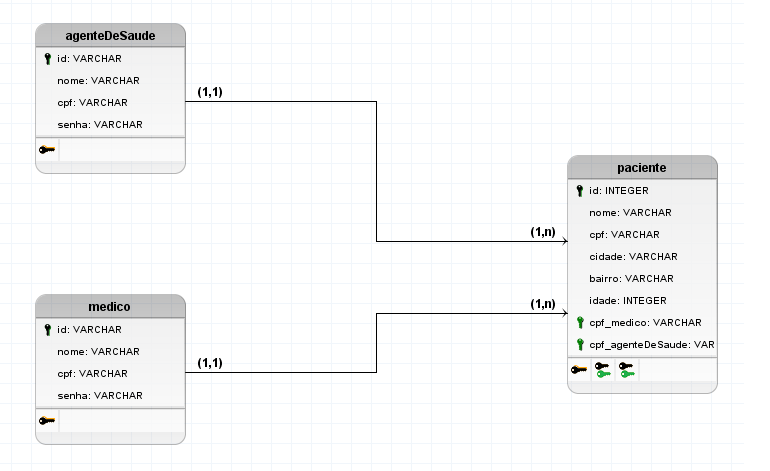 agenteDeSaude
id: VARCHAR
nome: VARCHAR
cpf: VARCHAR
senha: VARCHAR
(1,1)
paciente
id: INTEGER
nome: VARCHAR
cpf: VARCHAR
cidade: VARCHAR
bairro: VARCHAR
idade: INTEGER
cpf_medico: VARCHAR
cpf_agenteDeSaude: VAR
(1,n)
(1,n)
medico
id: VARCHAR
nome: VARCHAR
cpf: VARCHAR
senha: VARCHAR
(1,1)